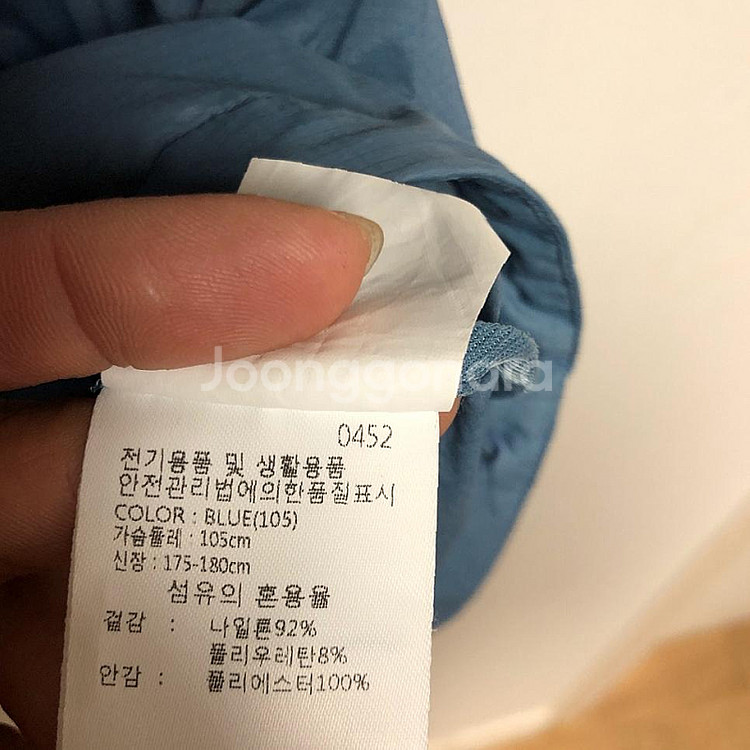 Joonggonara
0452
전기용품 및 생활용품
안전관리법에의한품질표시
COLOR : BLUE(105)
가슴둘레 : 105cm
신장 : 175-180cm
섬유의 혼용율
겉감 : 나일론92%
폴리우레탄8%
안감 : 폴리에스터100%